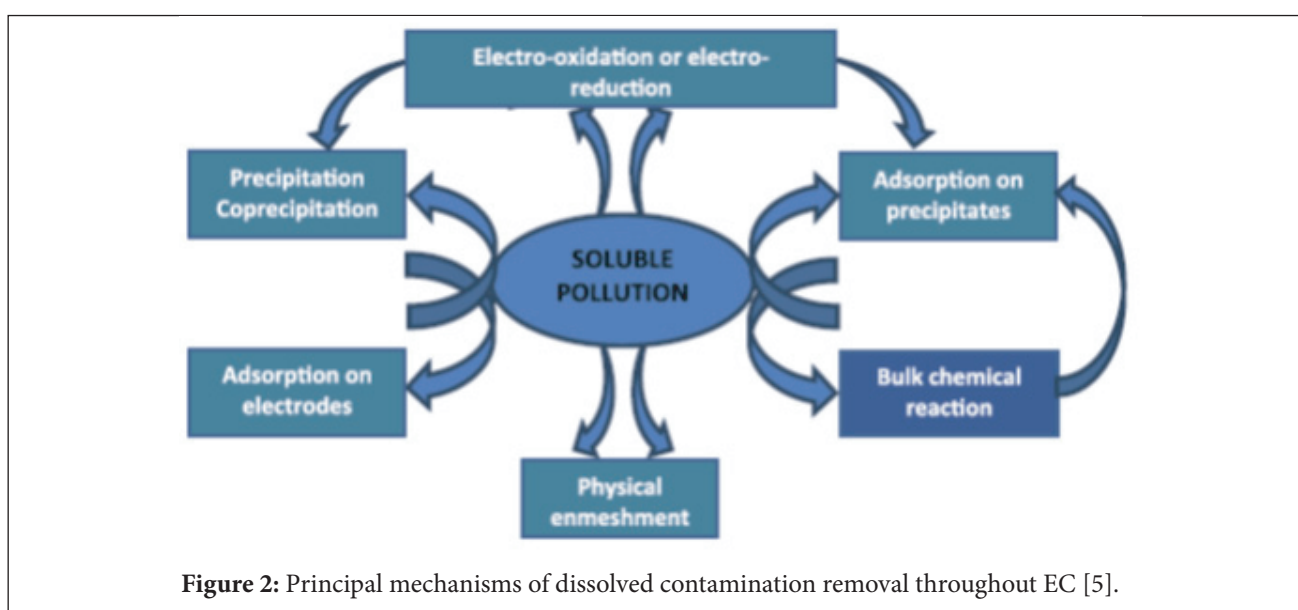 Electro-oxidation or electro-
reduction
Precipitation
Coprecipitation
Adsorption on
precipitates
SOLUBLE
POLLUTION
Adsorption on
electrodes
Bulk chemical
reaction
Physical
enmeshment
Figure 2: Principal mechanisms of dissolved contamination removal throughout EC [5].